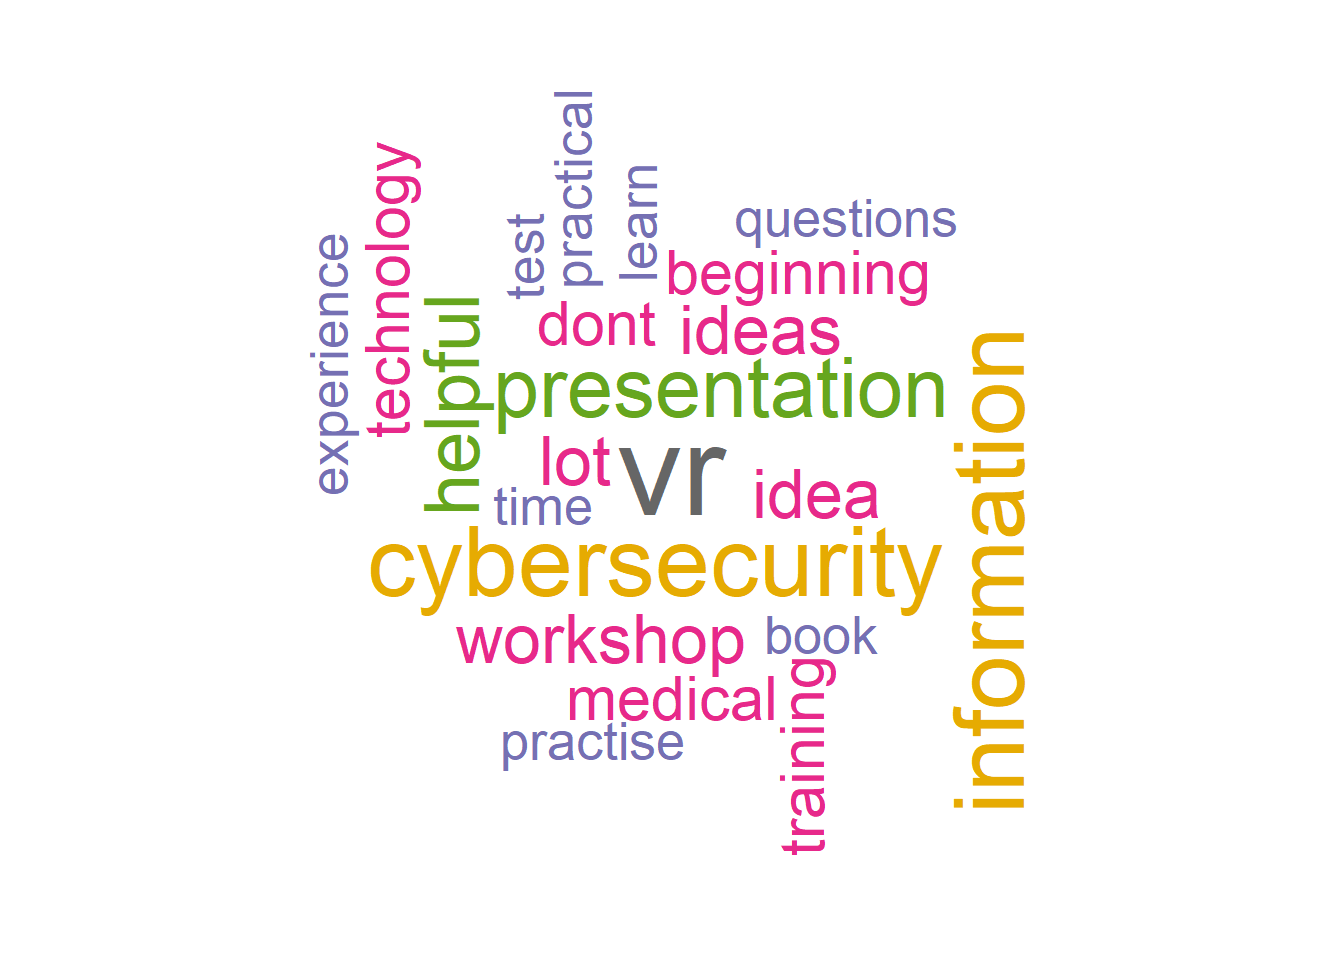 practical
technology
learn
test
questions
experience
beginning
helpful
dont
ideas
information
presentation
lot
vr
idea
time
cybersecurity
workshop
book
medical
training
practise